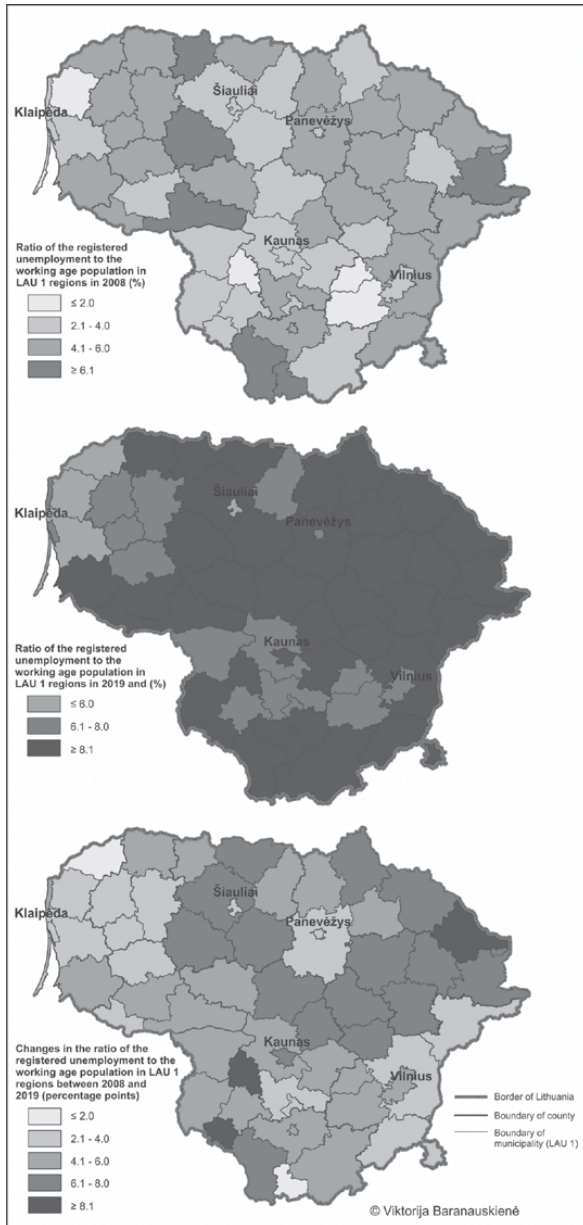 Klaipėda
Šiauliai
Panevėžys
Kaunas
Vilnius
Ratio of the registered
unemployment to the
working age population in
LAU 1 regions in 2008 (%)
≤ 2.0
2.1 - 4.0
4.1 - 6.0
≥ 6.1
Klaipėda
Šiauliai
Panevėžys
Kaunas
Vilnius
Ratio of the registered
unemployment to the
working age population in
LAU 1 regions in 2019 and (%)
≤ 6.0
6.1 - 8.0
≥ 8.1
Klaipėda
Šiauliai
Panevėžys
Kaunas
Vilnius
Changes in the ratio of the
registered unemployment to the
working age population in LAU 1
regions between 2008 and
2019 (percentage points)
≤ 2.0
2.1 - 4.0
4.1 - 6.0
6.1 - 8.0
≥ 8.1
Border of Lithuania
Boundary of county
Boundary of
municipality (LAU 1)
© Viktorija Baranauskienė